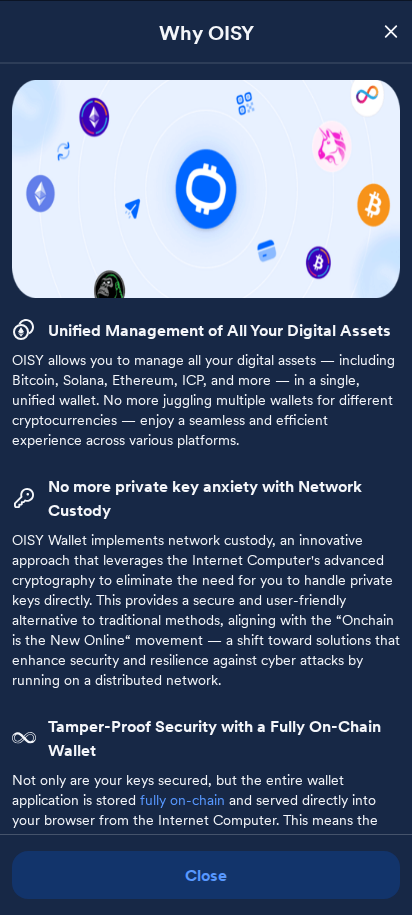 Why OISY
Unified Management of All Your Digital Assets
OISY allows you to manage all your digital assets — including
Bitcoin, Solana, Ethereum, ICP, and more — in a single,
unified wallet. No more juggling multiple wallets for different
cryptocurrencies — enjoy a seamless and efficient
experience across various platforms.
No more private key anxiety with Network
Custody
OISY Wallet implements network custody, an innovative
approach that leverages the Internet Computer's advanced
cryptography to eliminate the need for you to handle private
keys directly. This provides a secure and user-friendly
alternative to traditional methods, aligning with the “Onchain
is the New Online“ movement — a shift toward solutions that
enhance security and resilience against cyber attacks by
running on a distributed network.
Tamper-Proof Security with a Fully On-Chain
Wallet
Not only are your keys secured, but the entire wallet
application is stored fully on-chain and served directly into
your browser from the Internet Computer. This means the
Close